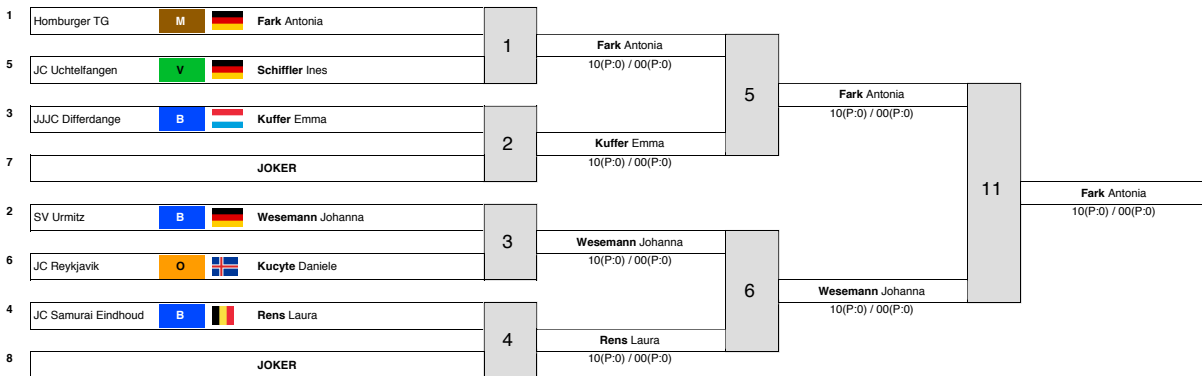 1 Homburger TG M Fark Antonia
1
Fark Antonia
10(P:0) / 00(P:0)
5 JC Uchtelfangen V Schiffler Ines
5
Fark Antonia
10(P:0) / 00(P:0)
3 JJJC Differdange B Kuffer Emma
2
Kuffer Emma
10(P:0) / 00(P:0)
7 JOKER
11
Fark Antonia
10(P:0) / 00(P:0)
2 SV Urmitz B Wesemann Johanna
3
Wesemann Johanna
10(P:0) / 00(P:0)
6 JC Reykjavik O Kucyte Daniele
6
Wesemann Johanna
10(P:0) / 00(P:0)
4 JC Samurai Eindhoud B Rens Laura
4
Rens Laura
10(P:0) / 00(P:0)
8 JOKER